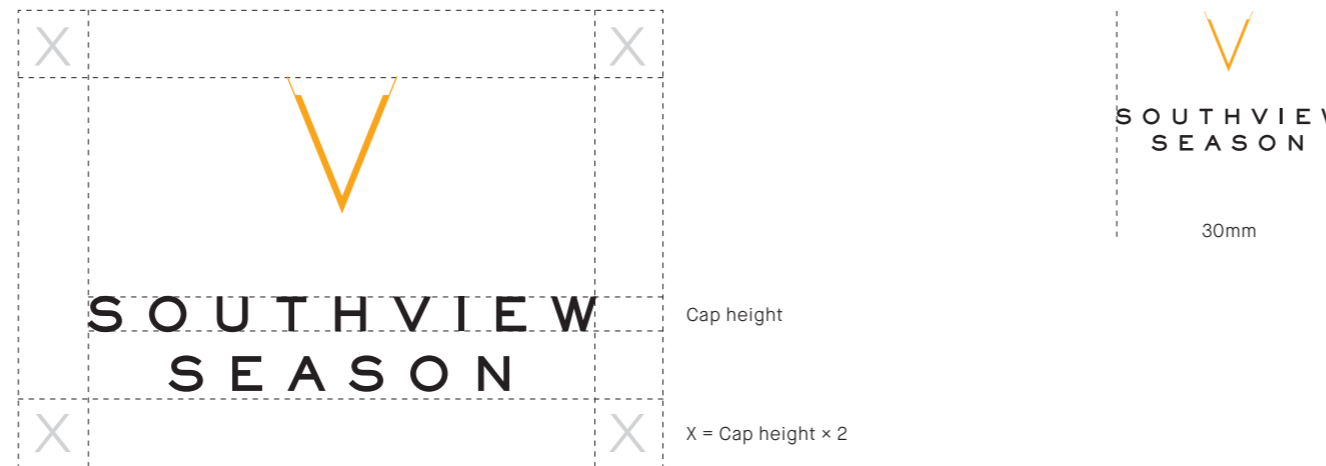 X X
SOUTHVIEW
SEASON
Cap height
X X
X = Cap height × 2
SOUTHVIEW
SEASON
30mm